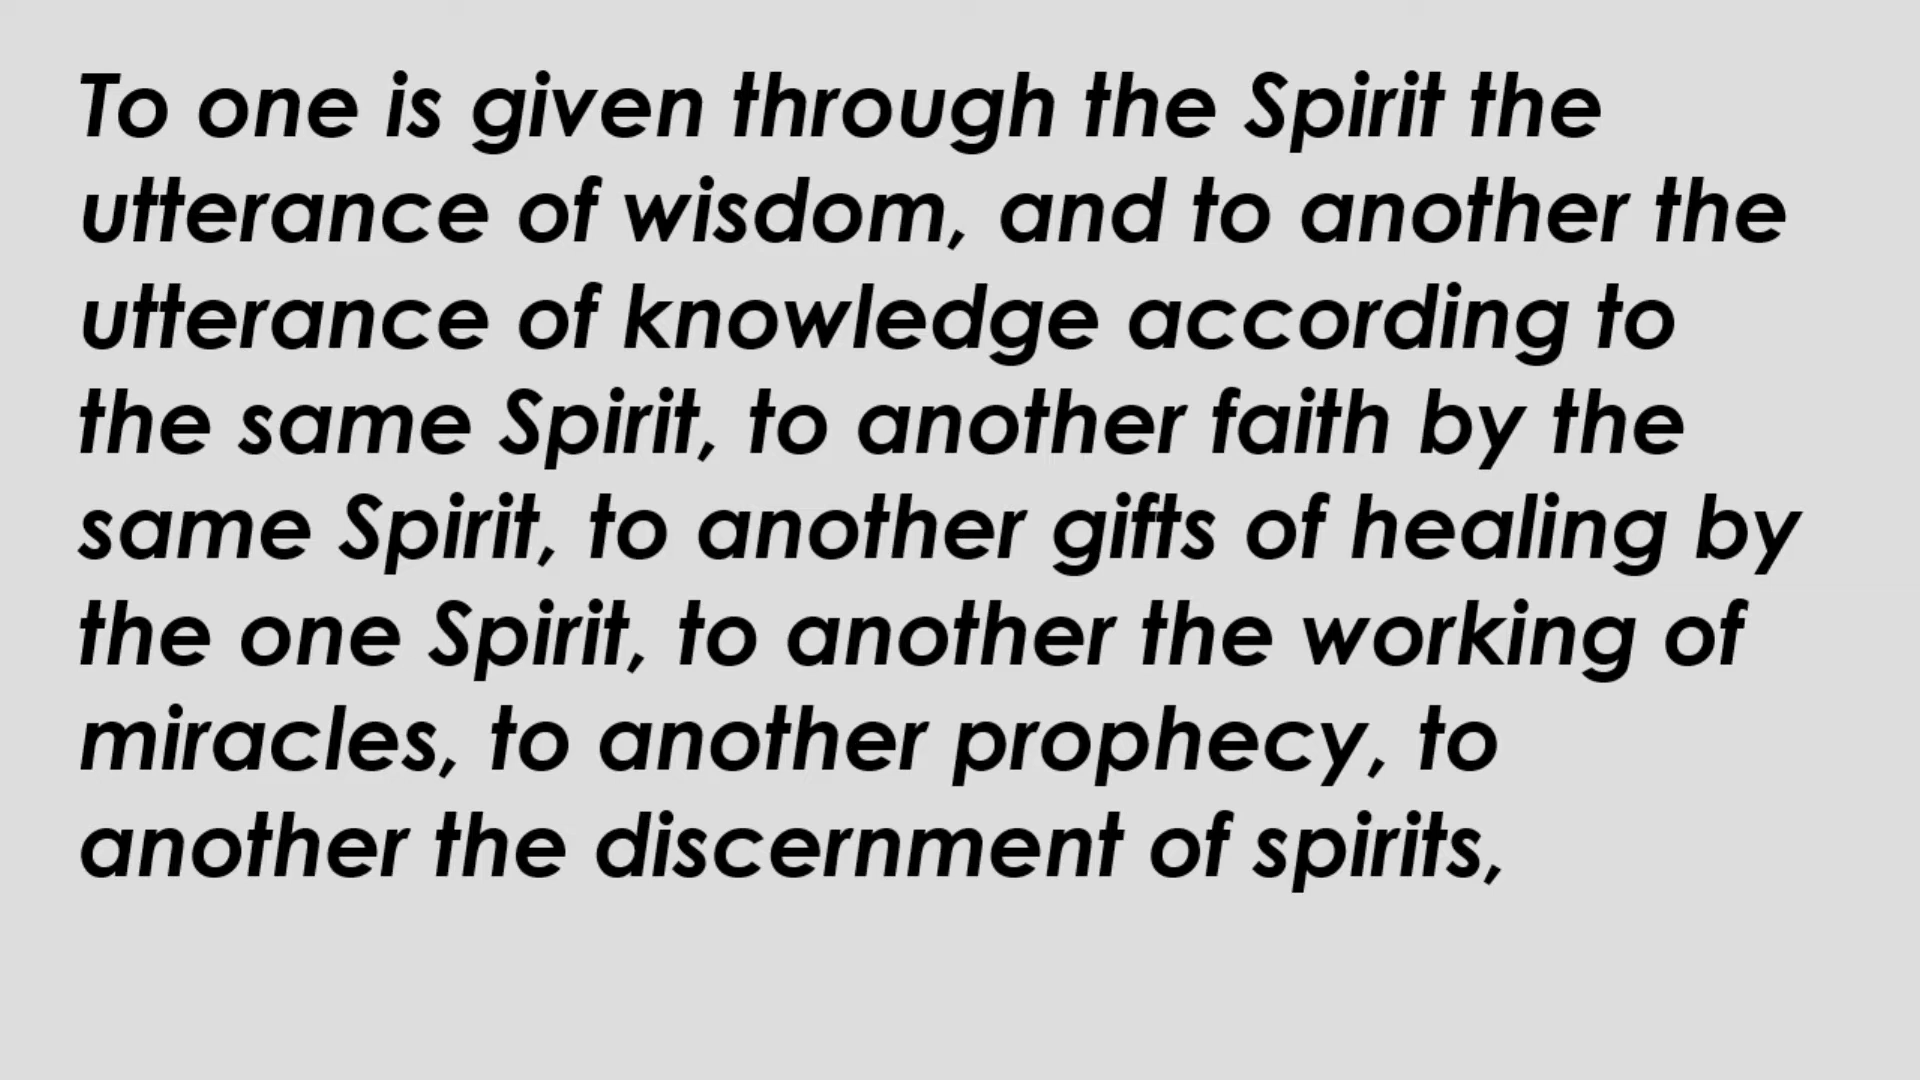 To one is given through the Spirit the
utterance of wisdom, and to another the
utterance of knowledge according to
the same Spirit, to another faith by the
same Spirit, to another gifts of healing by
the one Spirit, to another the working of
miracles, to another prophecy, to
another the discernment of spirits,